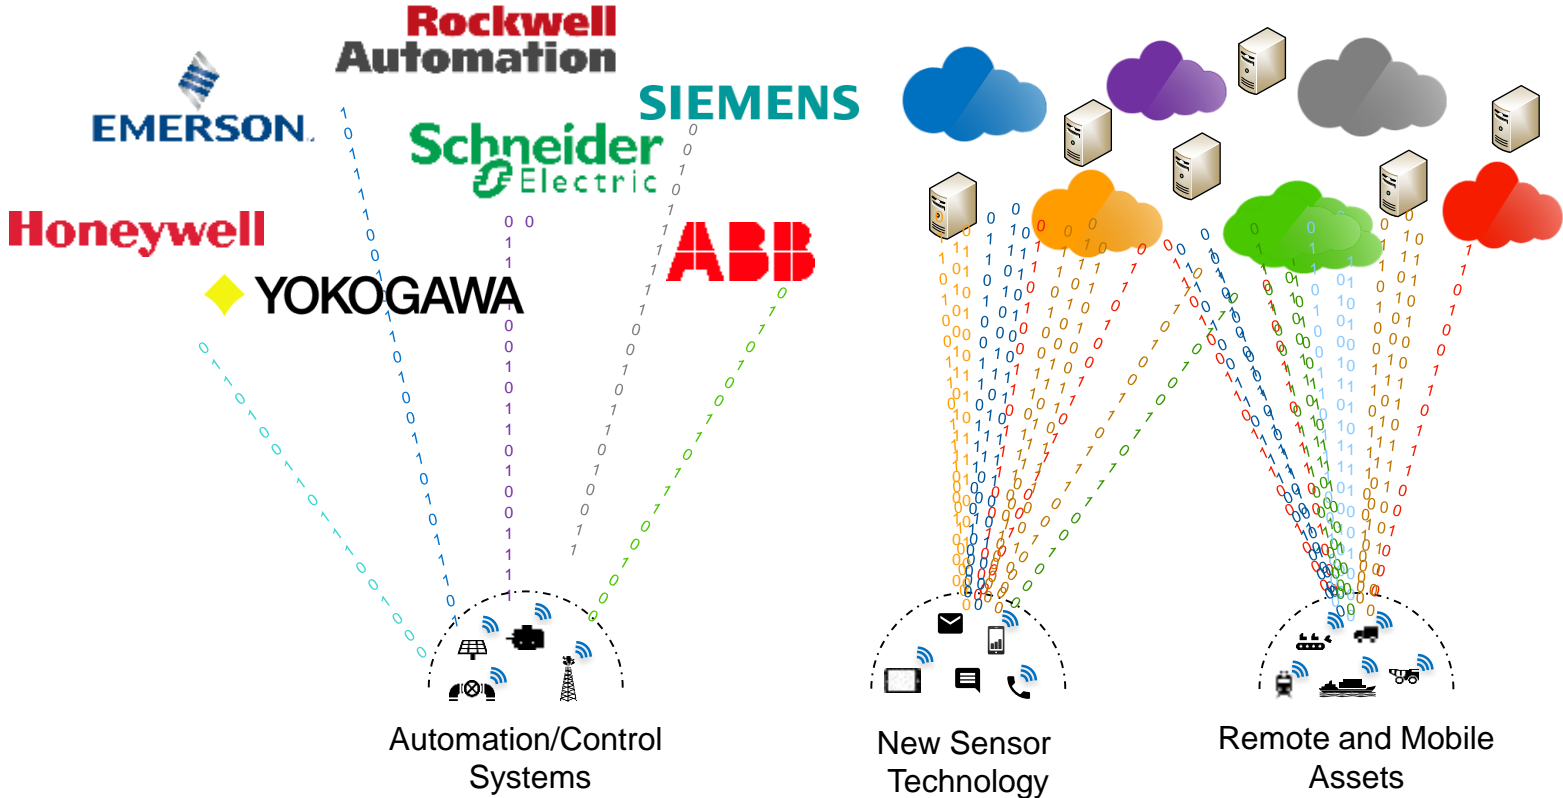 Rockwell
Automation
EMERSON
SIEMENS
Schneider
Electric
Honeywell
ABB
YOKOGAWA
Automation/Control
Systems
New Sensor
Technology
Remote and Mobile
Assets